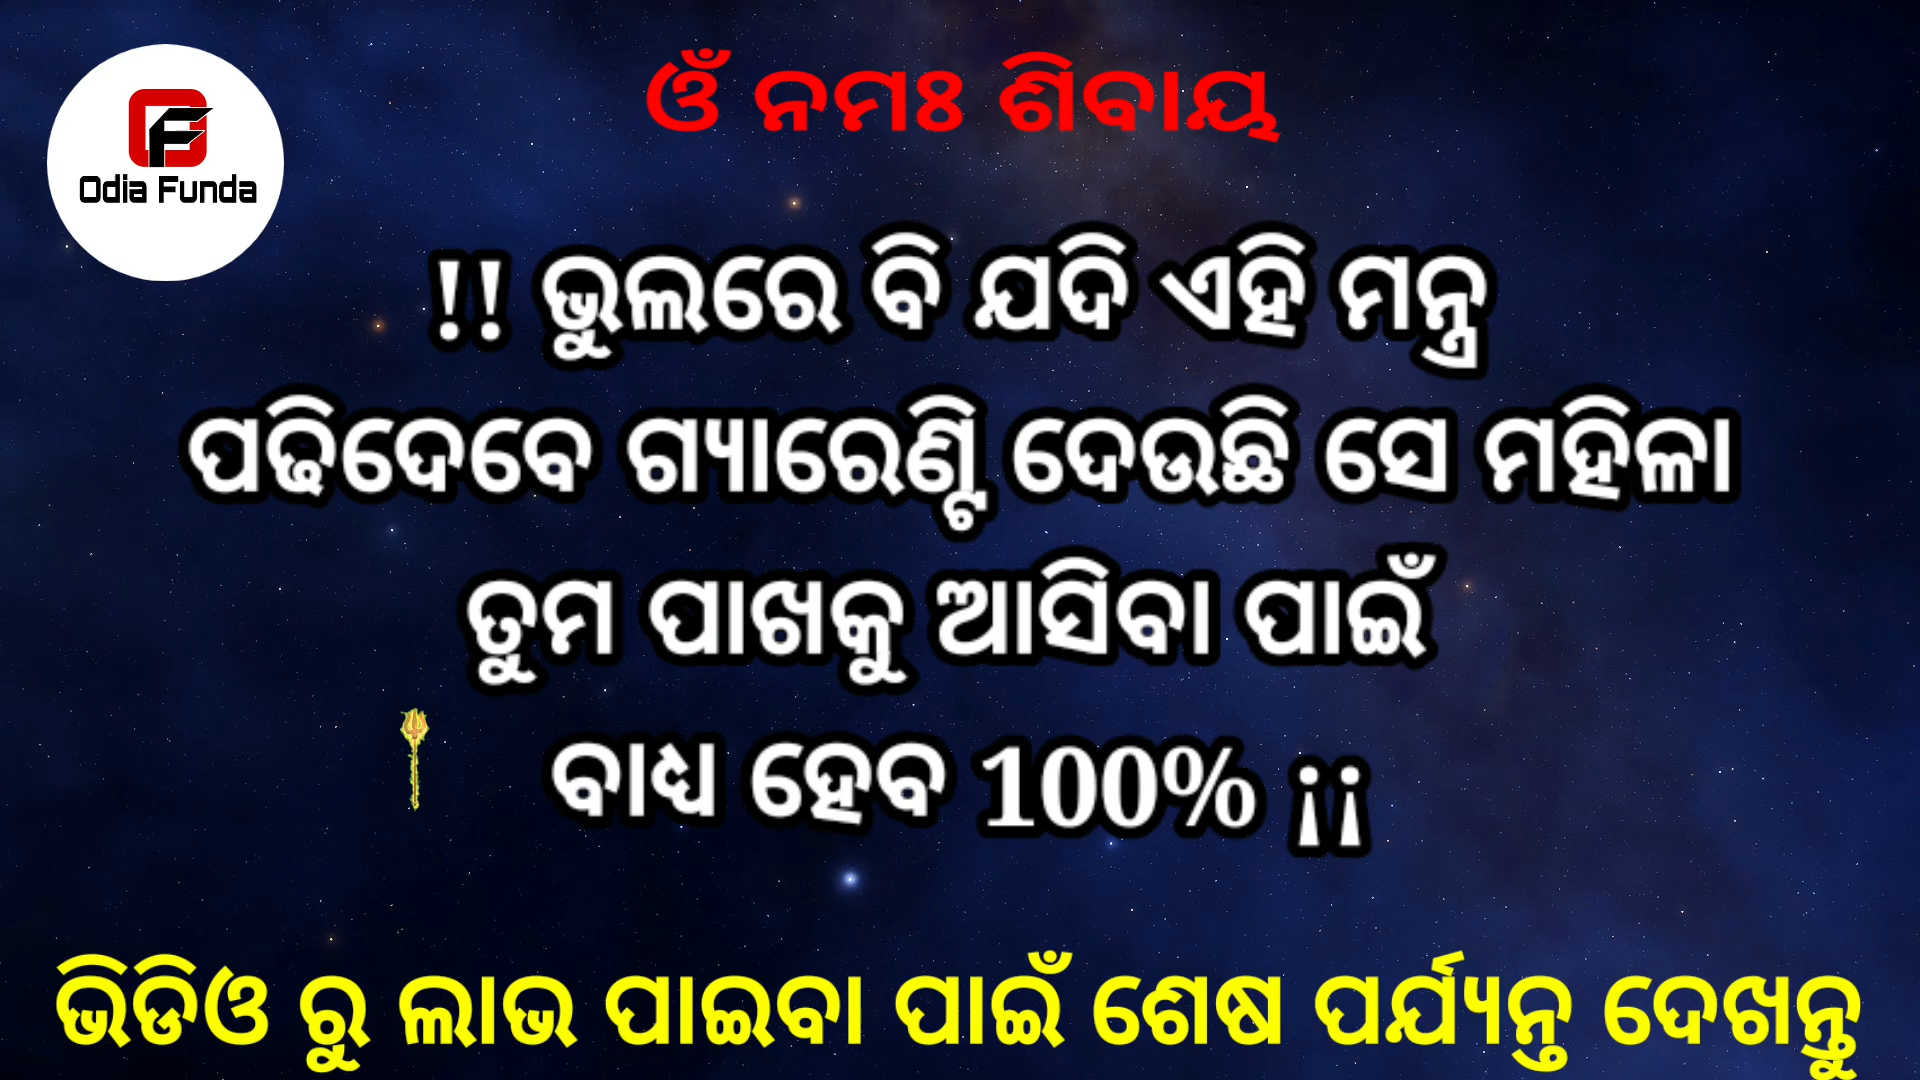 ଓଁ ନମଃ ଶିବାୟ
Odia Funda
!! ଭୁଲରେ ବି ଯଦି ଏହି ମନ୍ତ୍ର
ପଢିଦେବେ ଗ୍ୟାରେଣ୍ଟି ଦେଉଛି ସେ ମହିଳା
ତୁମ ପାଖକୁ ଆସିବା ପାଇଁ
ବାଧ୍ୟ ହେବ 100% ¡¡
ଭିଡିଓ ରୁ ଲାଭ ପାଇବା ପାଇଁ ଶେଷ ପର୍ଯ୍ୟନ୍ତ ଦେଖନ୍ତୁ